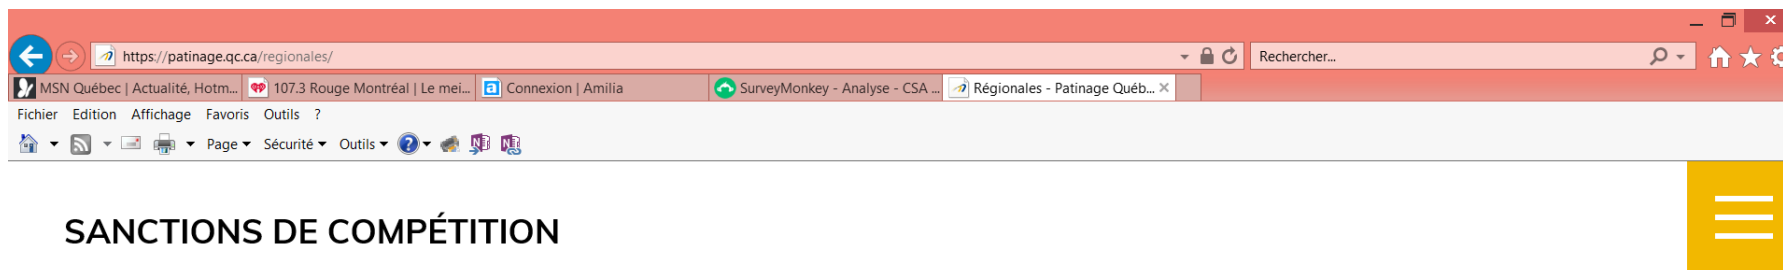 https://patinage.qc.ca/regionales/ Rechercher...
MSN Québec | Actualité, Hotm... 107.3 Rouge Montréal | Le mei... Connexion | Amilia SurveyMonkey - Analyse - CSA ... Régionales - Patinage Québ...
Fichier Edition Affichage Favoris Outils ?
Page Sécurité Outils
SANCTIONS DE COMPÉTITION